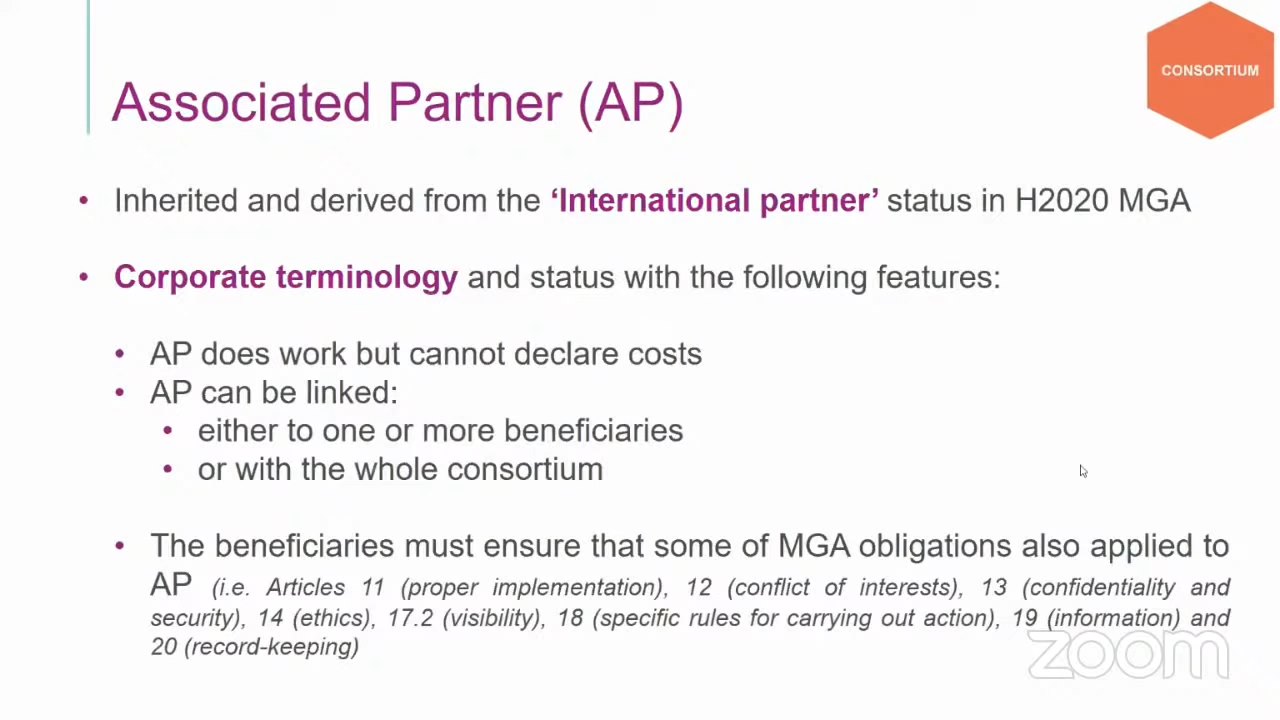 CONSORTIUM
Associated Partner (AP)
• Inherited and derived from the ‘International partner’ status in H2020 MGA
• Corporate terminology and status with the following features:
• AP does work but cannot declare costs
• AP can be linked:
• either to one or more beneficiaries
• or with the whole consortium
• The beneficiaries must ensure that some of MGA obligations also applied to
AP (i.e. Articles 11 (proper implementation), 12 (conflict of interests), 13 (confidentiality and
security), 14 (ethics), 17.2 (visibility), 18 (specific rules for carrying out action), 19 (information) and
20 (record-keeping)
zoom